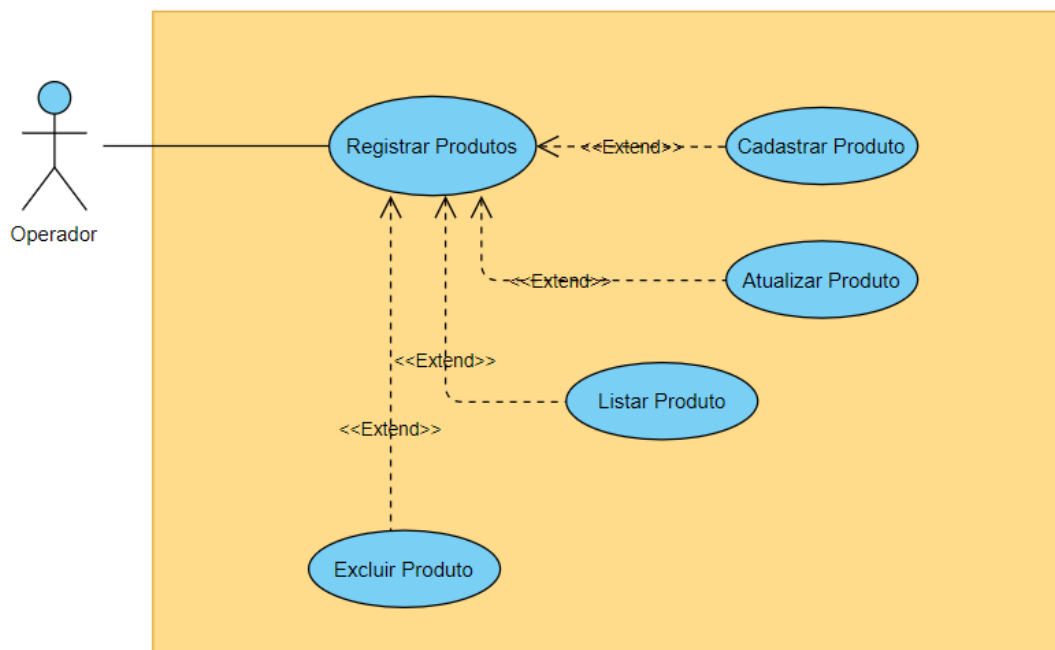 Registrar Produtos
<<Extend>>
Cadastrar Produto
Operador
<<Extend>>
Atualizar Produto
<<Extend>>
Listar Produto
<<Extend>>
Excluir Produto